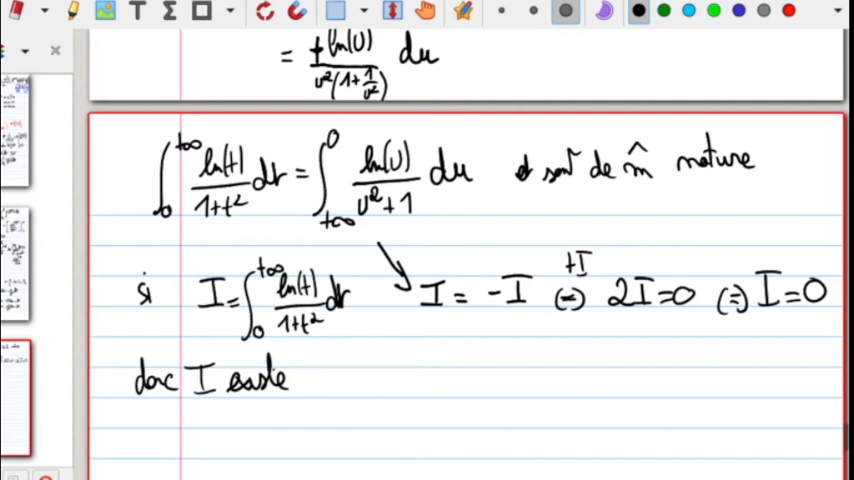 = + ln(U) / u²(1+1/u²) du
∫₀^{+∞} ln(t)/(1+t²) dt = ∫_{+∞}^{0} ln(U)/(u²+1) du et sont de m̂ nature
si I = ∫₀^{+∞} ln(t)/(1+t²) dt I = -I (=) +I 2I=0 (=) I=0
donc I existe